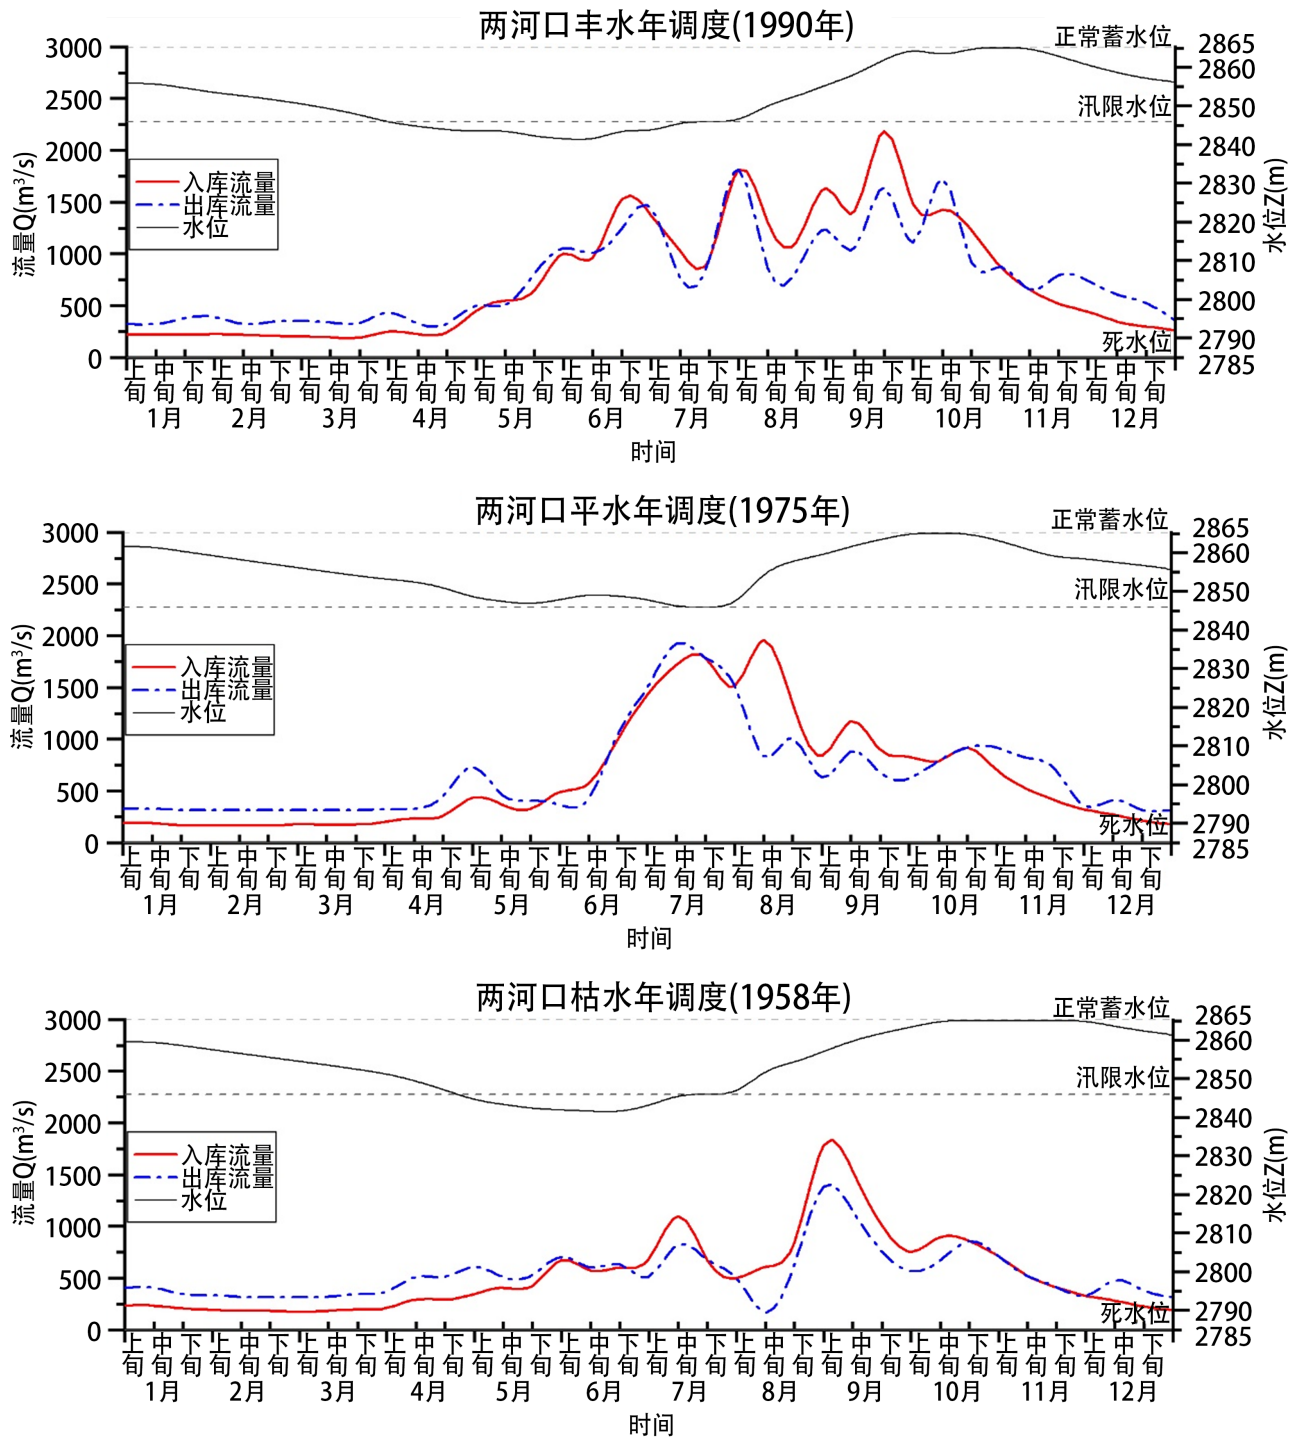 两河口丰水年调度(1990年)
正常蓄水位
汛限水位
死水位
流量Q(m³/s)
3000
2500
2000
1500
1000
500
0
入库流量
出库流量
水位
水位Z(m)
2865
2860
2850
2840
2830
2820
2810
2800
2790
2785
上旬 中旬 下旬 上旬 中旬 下旬 上旬 中旬 下旬 上旬 中旬 下旬 上旬 中旬 下旬 上旬 中旬 下旬 上旬 中旬 下旬 上旬 中旬 下旬 上旬 中旬 下旬 上旬 中旬 下旬 上旬 中旬 下旬 上旬 中旬 下旬
1月 2月 3月 4月 5月 6月 7月 8月 9月 10月 11月 12月
时间
两河口平水年调度(1975年)
正常蓄水位
汛限水位
死水位
流量Q(m³/s)
3000
2500
2000
1500
1000
500
0
入库流量
出库流量
水位
水位Z(m)
2865
2860
2850
2840
2830
2820
2810
2800
2790
2785
上旬 中旬 下旬 上旬 中旬 下旬 上旬 中旬 下旬 上旬 中旬 下旬 上旬 中旬 下旬 上旬 中旬 下旬 上旬 中旬 下旬 上旬 中旬 下旬 上旬 中旬 下旬 上旬 中旬 下旬 上旬 中旬 下旬 上旬 中旬 下旬
1月 2月 3月 4月 5月 6月 7月 8月 9月 10月 11月 12月
时间
两河口枯水年调度(1958年)
正常蓄水位
汛限水位
死水位
流量Q(m³/s)
3000
2500
2000
1500
1000
500
0
入库流量
出库流量
水位
水位Z(m)
2865
2860
2850
2840
2830
2820
2810
2800
2790
2785
上旬 中旬 下旬 上旬 中旬 下旬 上旬 中旬 下旬 上旬 中旬 下旬 上旬 中旬 下旬 上旬 中旬 下旬 上旬 中旬 下旬 上旬 中旬 下旬 上旬 中旬 下旬 上旬 中旬 下旬 上旬 中旬 下旬 上旬 中旬 下旬
1月 2月 3月 4月 5月 6月 7月 8月 9月 10月 11月 12月
时间